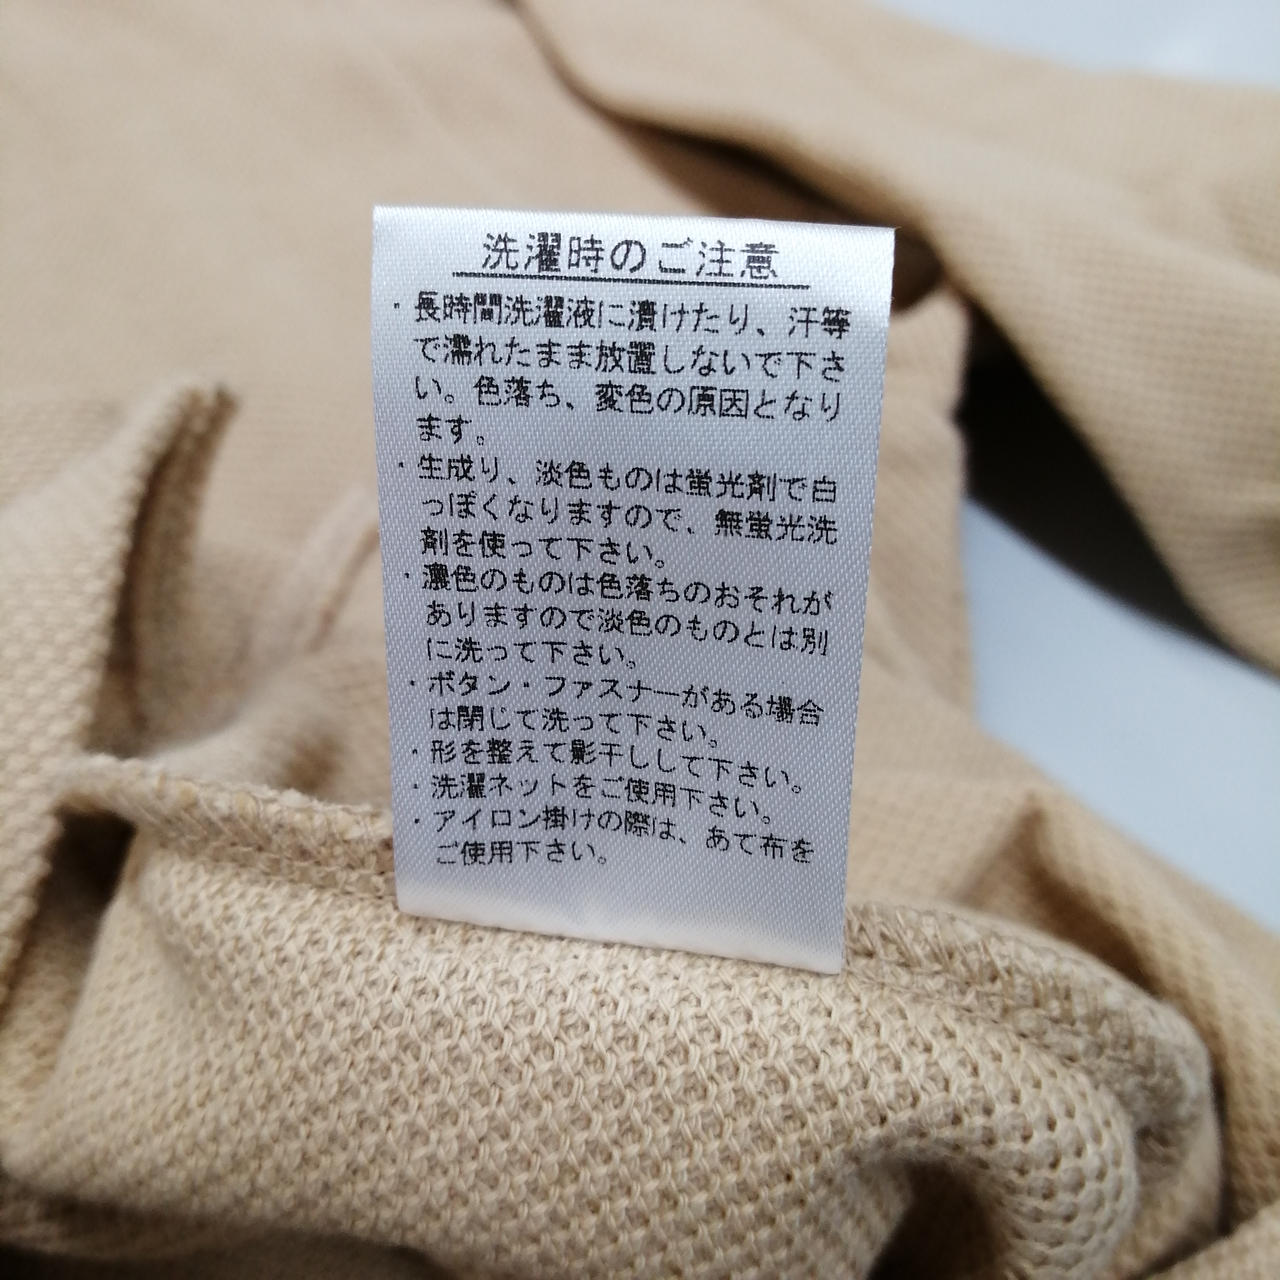 洗濯時のご注意
・長時間洗濯液に漬けたり、汗等
で濡れたまま放置しないで下さ
い。色落ち、変色の原因となり
ます。
・生成り、淡色ものは蛍光剤で白
っぽくなりますので、無蛍光洗
剤を使って下さい。
・濃色のものは色落ちのおそれが
ありますので淡色のものとは別
に洗って下さい。
・ボタン・ファスナーがある場合
は閉じて洗って下さい。
・形を整えて影干しして下さい。
・洗濯ネットをご使用下さい。
・アイロン掛けの際は、あて布を
ご使用下さい。